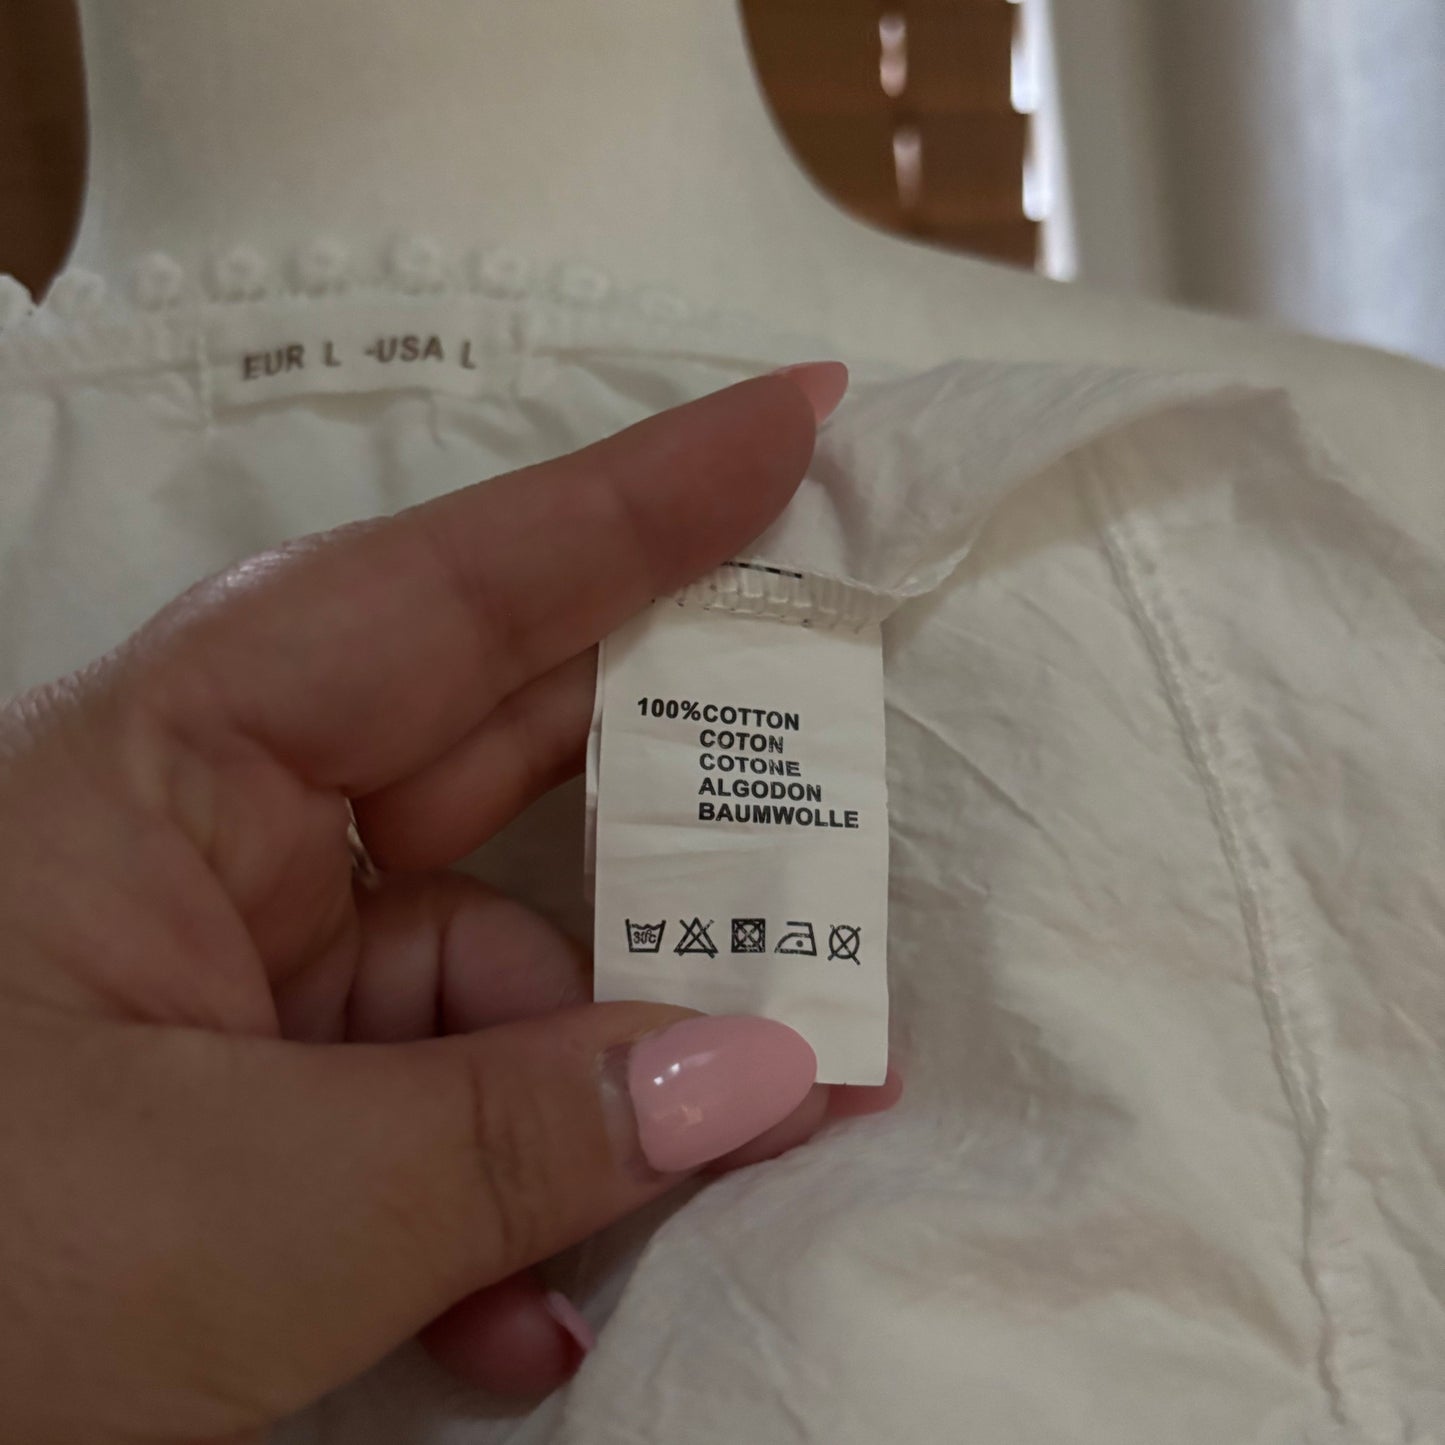 EUR L -USA L
100%COTTON
COTON
COTONE
ALGODON
BAUMWOLLE
30°C